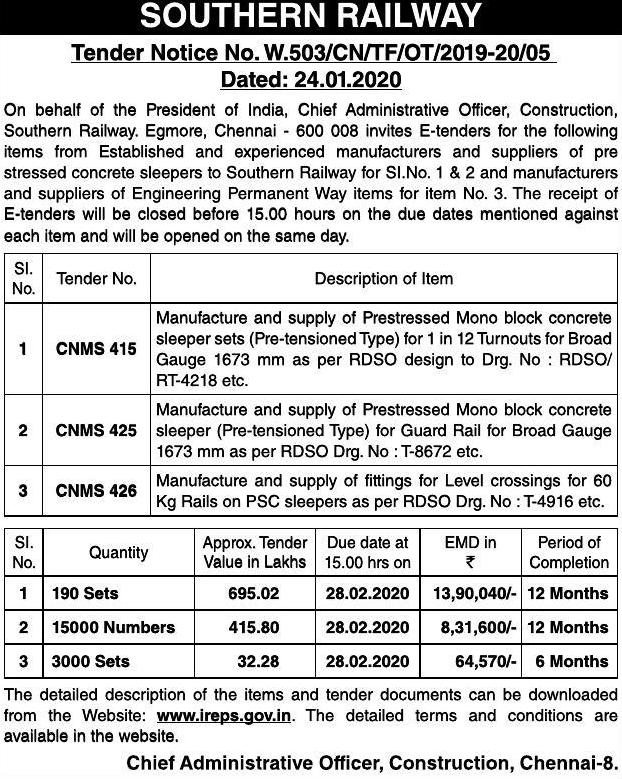 SOUTHERN RAILWAY
Tender Notice No. W.503/CN/TF/OT/2019-20/05
Dated: 24.01.2020
On behalf of the President of India, Chief Administrative Officer, Construction,
Southern Railway. Egmore, Chennai - 600 008 invites E-tenders for the following
items from Established and experienced manufacturers and suppliers of pre
stressed concrete sleepers to Southern Railway for SI.No. 1 & 2 and manufacturers
and suppliers of Engineering Permanent Way items for item No. 3. The receipt of
E-tenders will be closed before 15.00 hours on the due dates mentioned against
each item and will be opened on the same day.
SI. No. Tender No. Description of Item
1 CNMS 415 Manufacture and supply of Prestressed Mono block concrete
sleeper sets (Pre-tensioned Type) for 1 in 12 Turnouts for Broad
Gauge 1673 mm as per RDSO design to Drg. No : RDSO/
RT-4218 etc.
2 CNMS 425 Manufacture and supply of Prestressed Mono block concrete
sleeper (Pre-tensioned Type) for Guard Rail for Broad Gauge
1673 mm as per RDSO Drg. No : T-8672 etc.
3 CNMS 426 Manufacture and supply of fittings for Level crossings for 60
Kg Rails on PSC sleepers as per RDSO Drg. No : T-4916 etc.
SI. No. Quantity Approx. Tender Value in Lakhs Due date at 15.00 hrs on EMD in ₹ Period of Completion
1 190 Sets 695.02 28.02.2020 13,90,040/- 12 Months
2 15000 Numbers 415.80 28.02.2020 8,31,600/- 12 Months
3 3000 Sets 32.28 28.02.2020 64,570/- 6 Months
The detailed description of the items and tender documents can be downloaded
from the Website: www.ireps.gov.in. The detailed terms and conditions are
available in the website.
Chief Administrative Officer, Construction, Chennai-8.